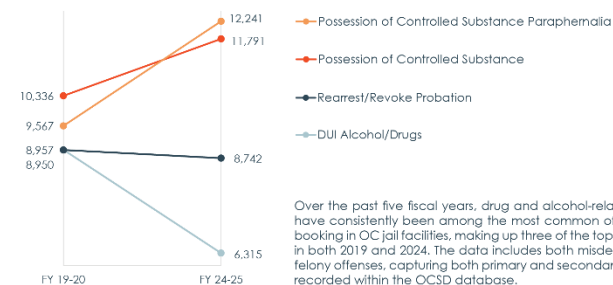 12,241
Possession of Controlled Substance Paraphernalia
11,791
Possession of Controlled Substance
10,336
Rearrest/Revoke Probation
9,567
DUI Alcohol/Drugs
8,957
8,950
8,742
6,315
FY 19-20 FY 24-25
Over the past five fiscal years, drug and alcohol-rela
have consistently been among the most common of
booking in OC jail facilities, making up three of the top
in both 2019 and 2024. The data includes both misde
felony offenses, capturing both primary and secondar
recorded within the OCSD database.